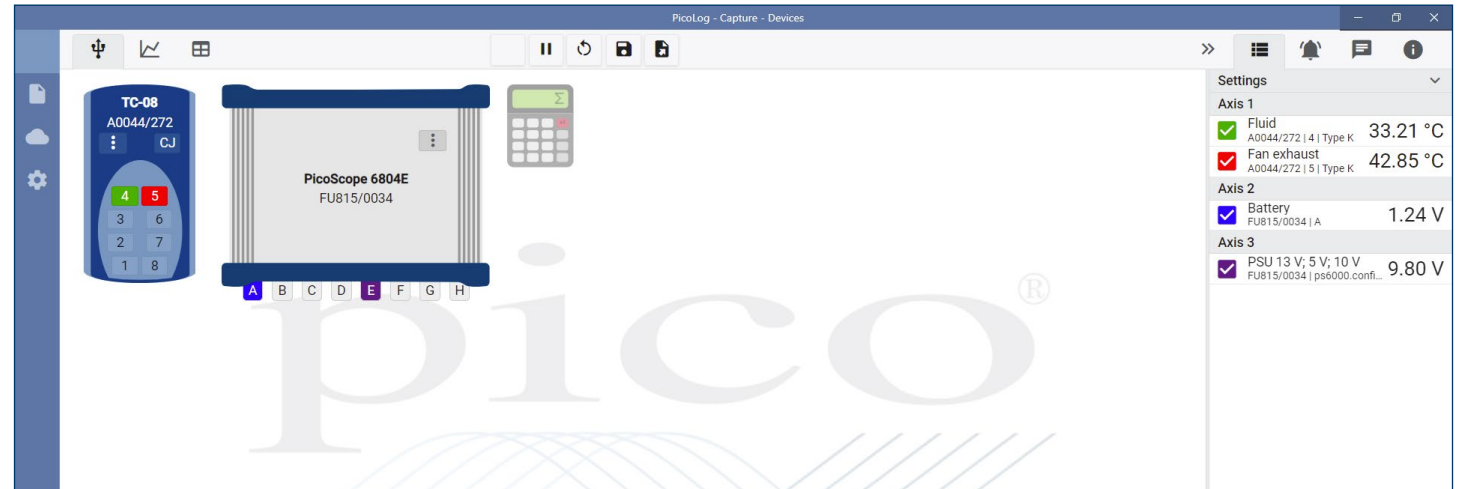 PicoLog - Capture - Devices
TC-08
A0044/272
CJ
4 5
3 6
2 7
1 8
PicoScope 6804E
FU815/0034
A B C D E F G H
Σ
pico
®
Settings
Axis 1
Fluid
A0044/272 | 4 | Type K
33.21 °C
Fan exhaust
A0044/272 | 5 | Type K
42.85 °C
Axis 2
Battery
FU815/0034 | A
1.24 V
Axis 3
PSU 13 V; 5 V; 10 V
FU815/0034 | ps6000.confi...
9.80 V